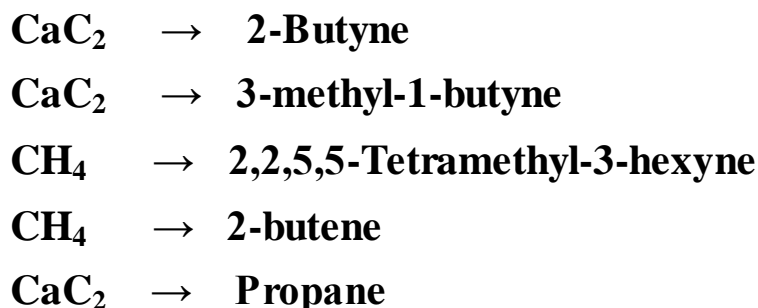 CaC₂ → 2-Butyne
CaC₂ → 3-methyl-1-butyne
CH₄ → 2,2,5,5-Tetramethyl-3-hexyne
CH₄ → 2-butene
CaC₂ → Propane